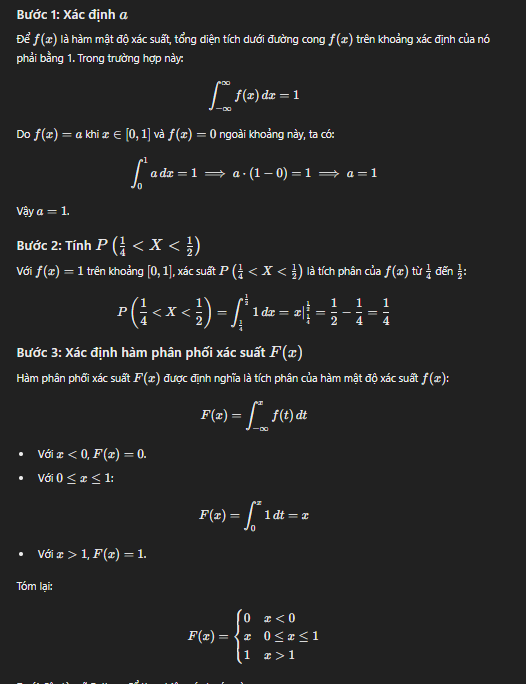 Bước 1: Xác định a
Để f(x) là hàm mật độ xác suất, tổng diện tích dưới đường cong f(x) trên khoảng xác định của nó
phải bằng 1. Trong trường hợp này:
∫_{-∞}^{∞} f(x) dx = 1
Do f(x) = a khi x ∈ [0, 1] và f(x) = 0 ngoài khoảng này, ta có:
∫_0^1 a dx = 1 ⟹ a · (1 − 0) = 1 ⟹ a = 1
Vậy a = 1.
Bước 2: Tính P(1/4 < X < 1/2)
Với f(x) = 1 trên khoảng [0, 1], xác suất P(1/4 < X < 1/2) là tích phân của f(x) từ 1/4 đến 1/2:
P(1/4 < X < 1/2) = ∫_{1/4}^{1/2} 1 dx = x|_{1/4}^{1/2} = 1/2 − 1/4 = 1/4
Bước 3: Xác định hàm phân phối xác suất F(x)
Hàm phân phối xác suất F(x) được định nghĩa là tích phân của hàm mật độ xác suất f(x):
F(x) = ∫_{-∞}^x f(t) dt
• Với x < 0, F(x) = 0.
• Với 0 ≤ x ≤ 1:
F(x) = ∫_0^x 1 dt = x
• Với x > 1, F(x) = 1.
Tóm lại:
F(x) = { 0 x < 0
x 0 ≤ x ≤ 1
1 x > 1